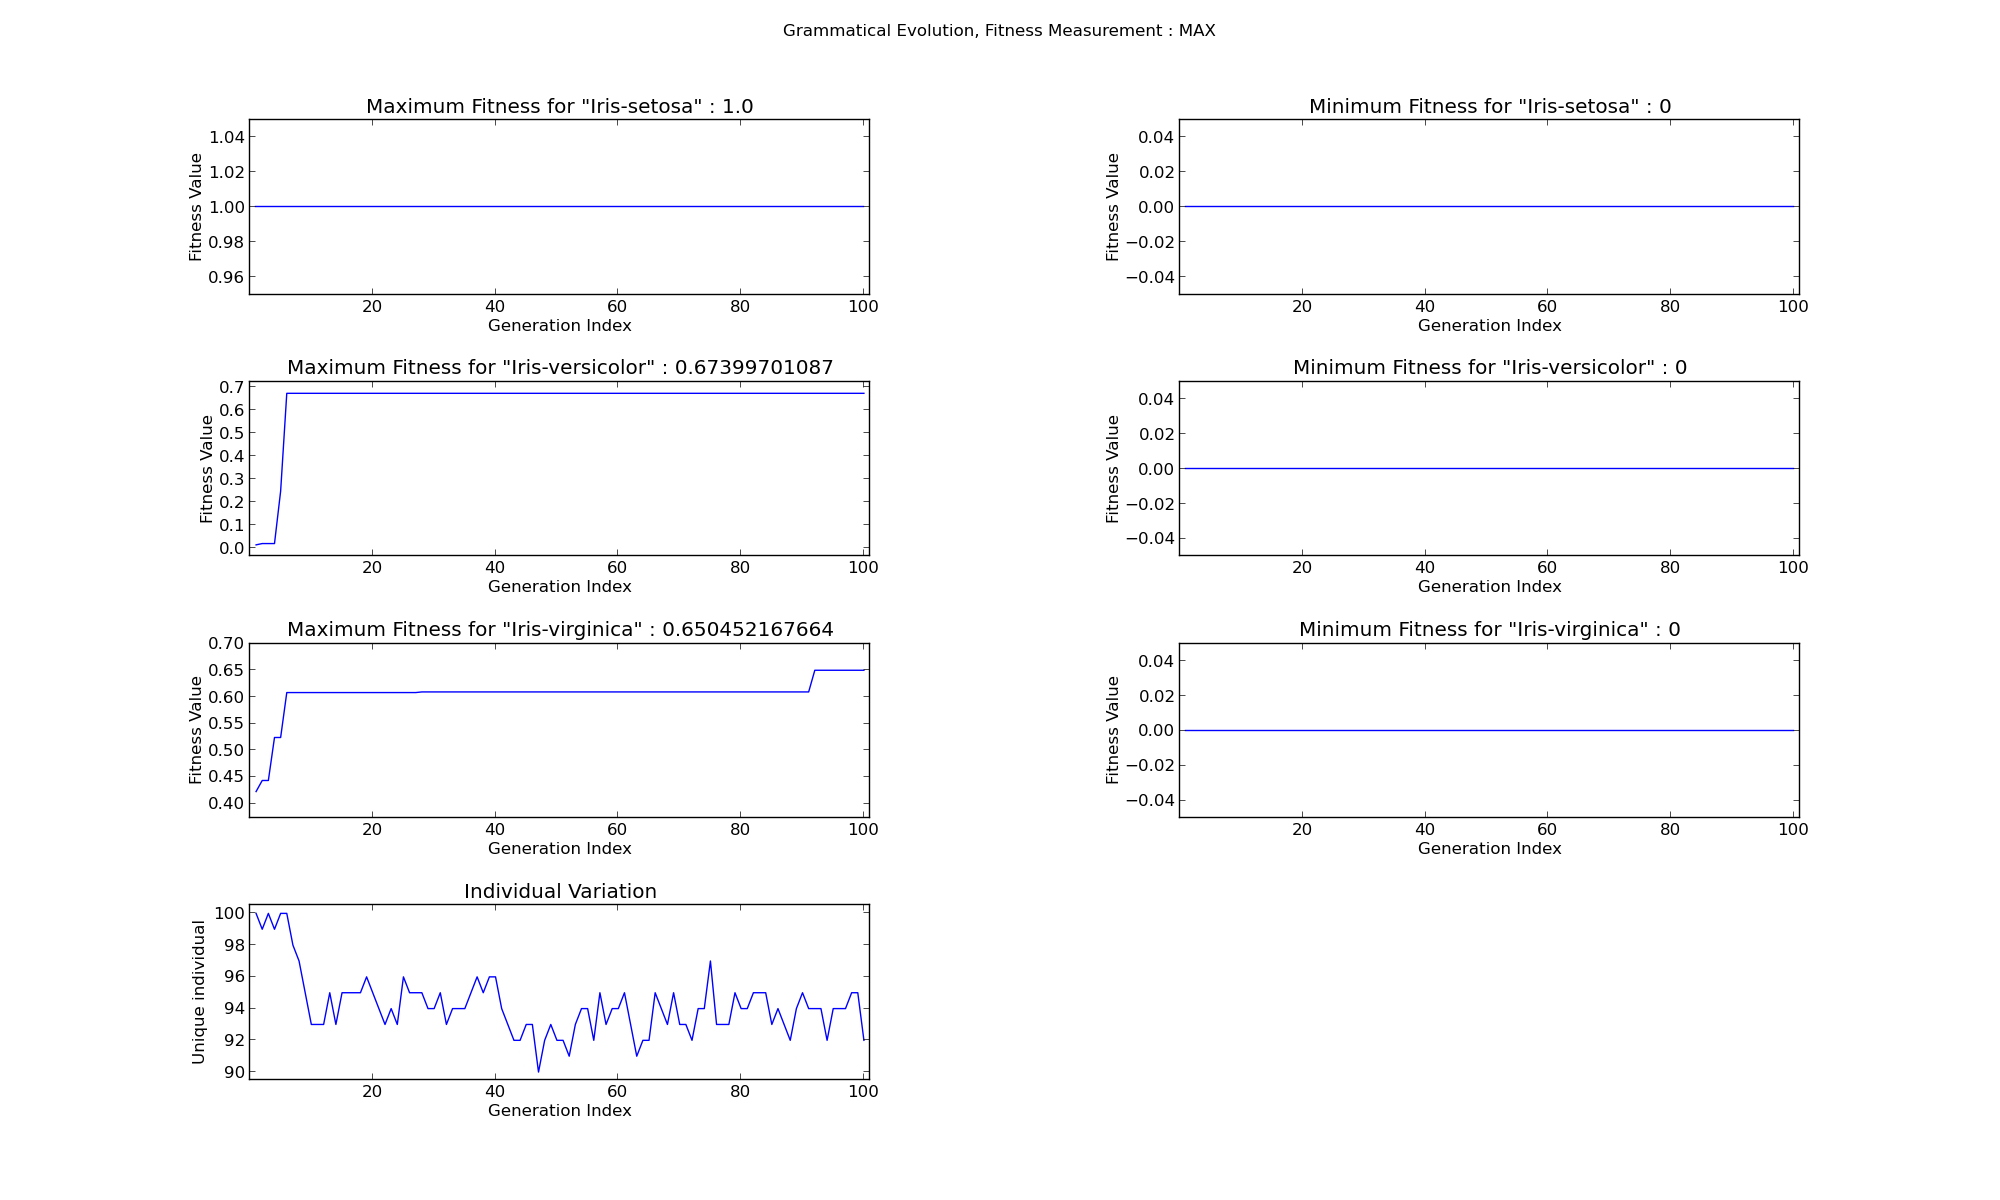 Grammatical Evolution, Fitness Measurement : MAX
Maximum Fitness for "Iris-setosa" : 1.0
Fitness Value
1.04
1.02
1.00
0.98
0.96
20 40 60 80 100
Generation Index
Minimum Fitness for "Iris-setosa" : 0
Fitness Value
0.04
0.02
0.00
−0.02
−0.04
20 40 60 80 100
Generation Index
Maximum Fitness for "Iris-versicolor" : 0.67399701087
Fitness Value
0.7
0.6
0.5
0.4
0.3
0.2
0.1
0.0
20 40 60 80 100
Generation Index
Minimum Fitness for "Iris-versicolor" : 0
Fitness Value
0.04
0.02
0.00
−0.02
−0.04
20 40 60 80 100
Generation Index
Maximum Fitness for "Iris-virginica" : 0.650452167664
Fitness Value
0.70
0.65
0.60
0.55
0.50
0.45
0.40
20 40 60 80 100
Generation Index
Minimum Fitness for "Iris-virginica" : 0
Fitness Value
0.04
0.02
0.00
−0.02
−0.04
20 40 60 80 100
Generation Index
Individual Variation
Unique individual
100
98
96
94
92
90
20 40 60 80 100
Generation Index